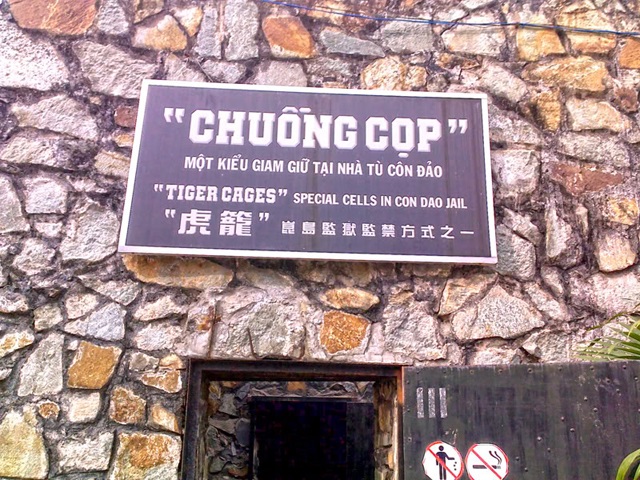 "CHUỒNG CỌP"
MỘT KIỂU GIAM GIỮ TẠI NHÀ TÙ CÔN ĐẢO
"TIGER CAGES" SPECIAL CELLS IN CON DAO JAIL
"虎籠" 崑島監獄監禁方式之一